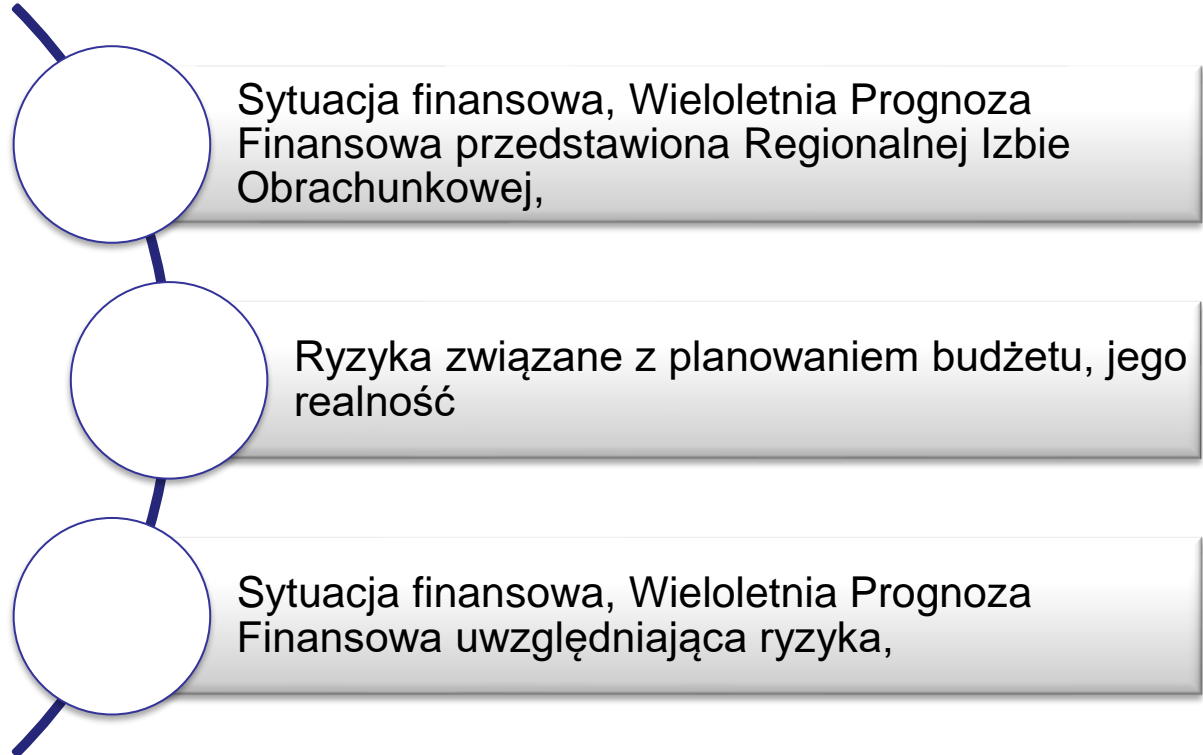 Sytuacja finansowa, Wieloletnia Prognoza
Finansowa przedstawiona Regionalnej Izbie
Obrachunkowej,
Ryzyka związane z planowaniem budżetu, jego
realność
Sytuacja finansowa, Wieloletnia Prognoza
Finansowa uwzględniająca ryzyka,